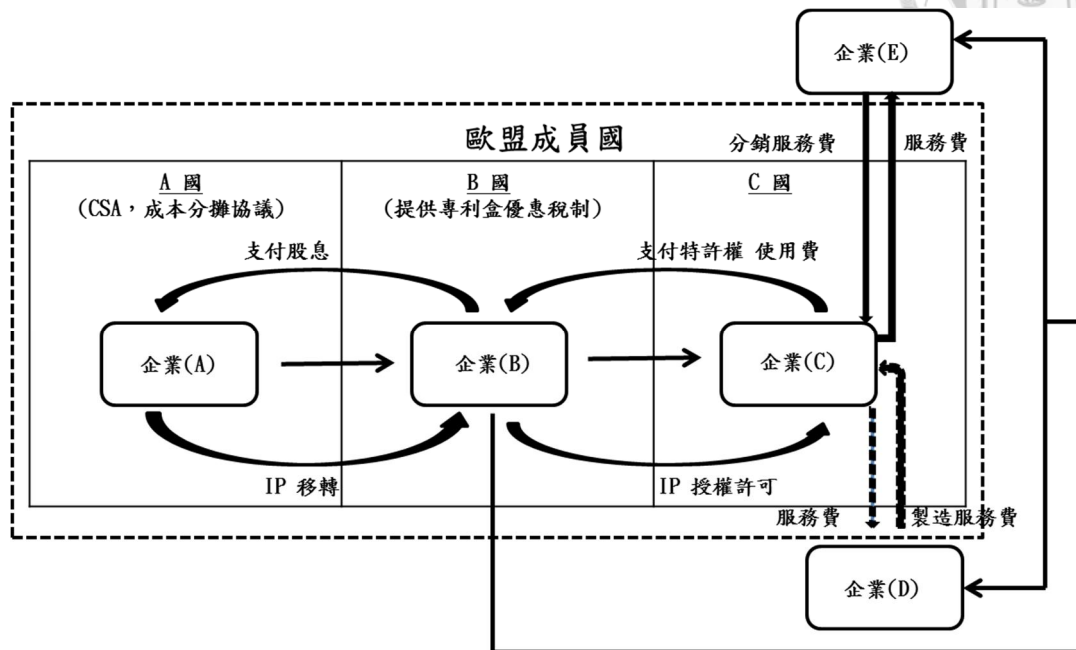 企業(E)
歐盟成員國
分銷服務費
服務費
A 國
(CSA，成本分攤協議)
B 國
(提供專利盒優惠稅制)
C 國
支付股息
支付特許權 使用費
企業(A)
企業(B)
企業(C)
IP 移轉
IP 授權許可
服務費
製造服務費
企業(D)